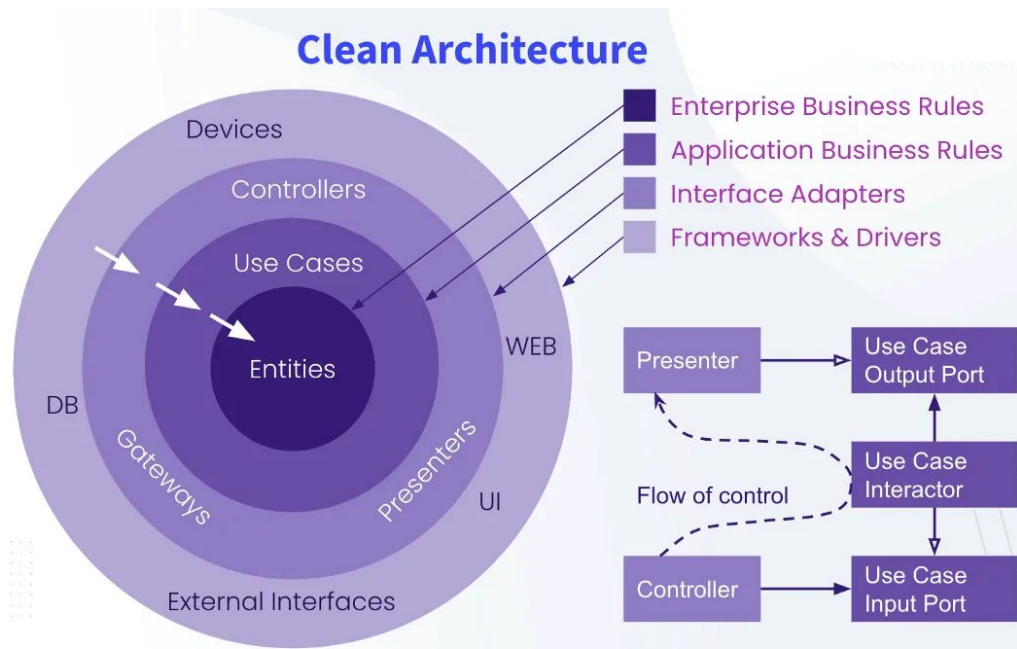 Clean Architecture
Enterprise Business Rules
Application Business Rules
Interface Adapters
Frameworks & Drivers
Devices
Controllers
Use Cases
Entities
WEB
DB
Gateways
Presenters
UI
External Interfaces
Presenter
Use Case
Output Port
Flow of control
Use Case
Interactor
Controller
Use Case
Input Port